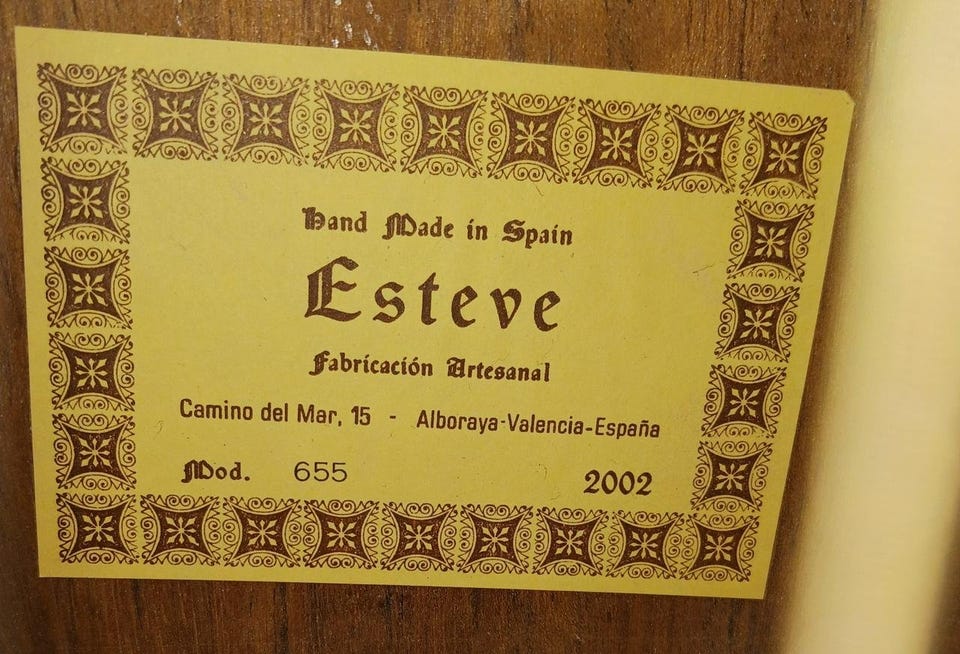 Hand Made in Spain
Esteve
Fabricación Artesanal
Camino del Mar, 15 - Alboraya-Valencia-España
Mod. 655 2002